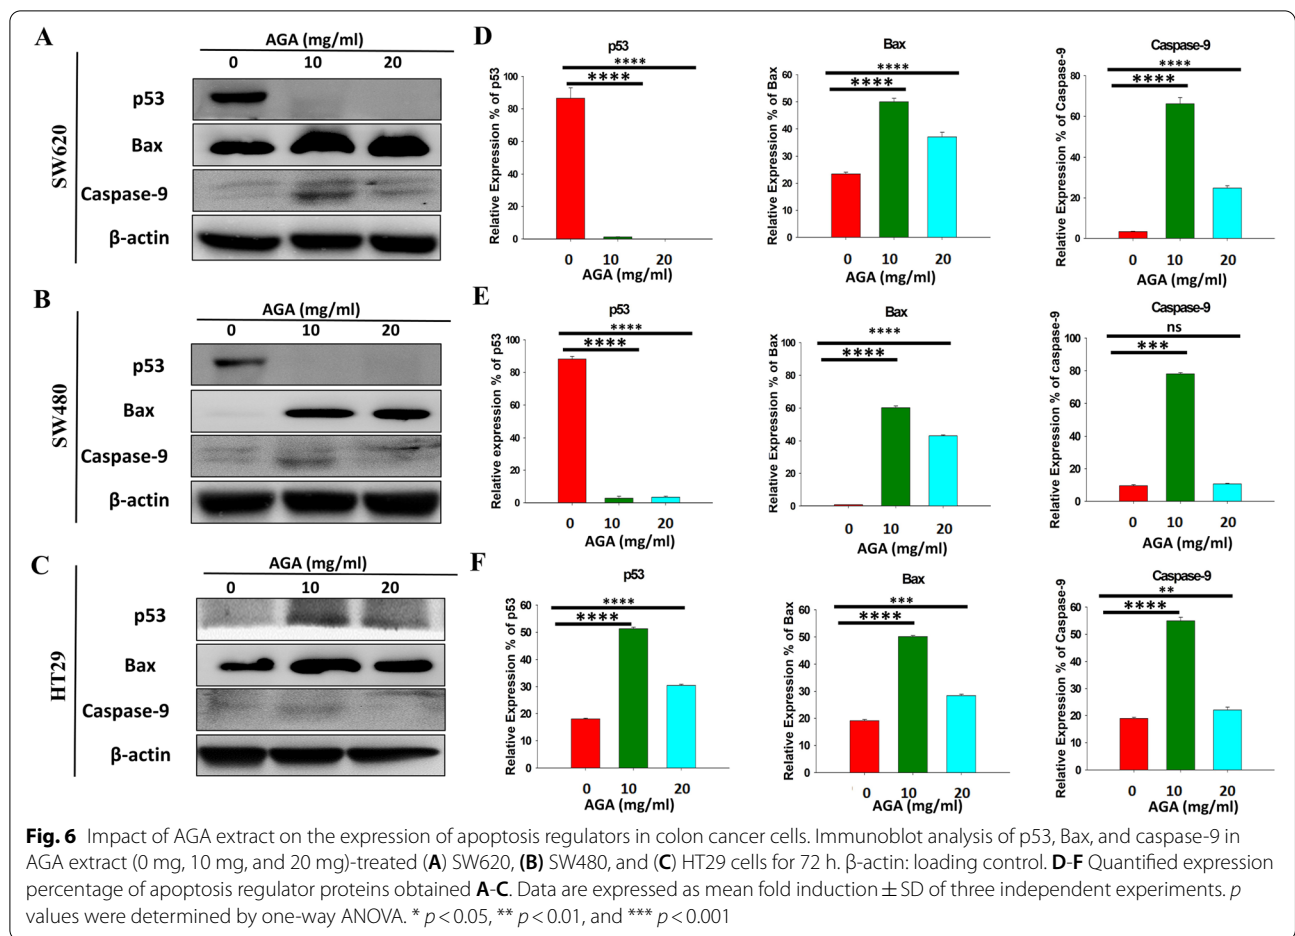 A
AGA (mg/ml)
0 10 20
SW620
p53
Bax
Caspase-9
β-actin
D
p53
****
****
Relative Expression % of p53
100
80
60
40
20
0
0 10 20
AGA (mg/ml)
Bax
****
****
Relative Expression % of Bax
60
50
40
30
20
10
0
0 10 20
AGA (mg/ml)
Caspase-9
****
****
Relative Expression % of Caspase-9
80
60
40
20
0
0 10 20
AGA (mg/ml)
B
AGA (mg/ml)
0 10 20
SW480
p53
Bax
Caspase-9
β-actin
E
p53
****
****
Relative expression % of p53
100
80
60
40
20
0
0 10 20
AGA (mg/ml)
Bax
****
****
Relative Expression % of Bax
100
80
60
40
20
0
0 10 20
AGA (mg/ml)
Caspase-9
ns
***
Relative Expression % of caspase-9
100
80
60
40
20
0
0 10 20
AGA (mg/ml)
C
AGA (mg/ml)
0 10 20
HT29
p53
Bax
Caspase-9
β-actin
F
p53
****
****
Relative Expression % of p53
60
50
40
30
20
10
0
0 10 20
AGA (mg/ml)
Bax
***
****
Relative Expression % of Bax
60
50
40
30
20
10
0
0 10 20
AGA (mg/ml)
Caspase-9
**
****
Relative Expression % of Caspase-9
60
50
40
30
20
10
0
0 10 20
AGA (mg/ml)
Fig. 6 Impact of AGA extract on the expression of apoptosis regulators in colon cancer cells. Immunoblot analysis of p53, Bax, and caspase-9 in
AGA extract (0 mg, 10 mg, and 20 mg)-treated (A) SW620, (B) SW480, and (C) HT29 cells for 72 h. β-actin: loading control. D-F Quantified expression
percentage of apoptosis regulator proteins obtained A-C. Data are expressed as mean fold induction ± SD of three independent experiments. p
values were determined by one-way ANOVA. * p < 0.05, ** p < 0.01, and *** p < 0.001